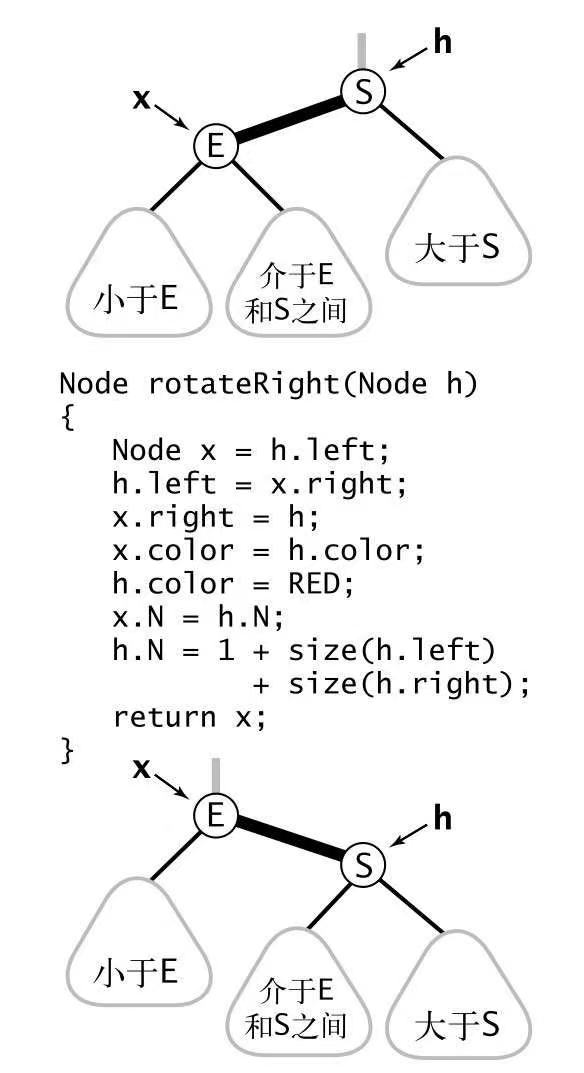 h
S
x
E
大于S
小于E
介于E
和S之间
Node rotateRight(Node h)
{
   Node x = h.left;
   h.left = x.right;
   x.right = h;
   x.color = h.color;
   h.color = RED;
   x.N = h.N;
   h.N = 1 + size(h.left)
           + size(h.right);
   return x;
}
x
E
h
S
小于E
介于E
和S之间
大于S